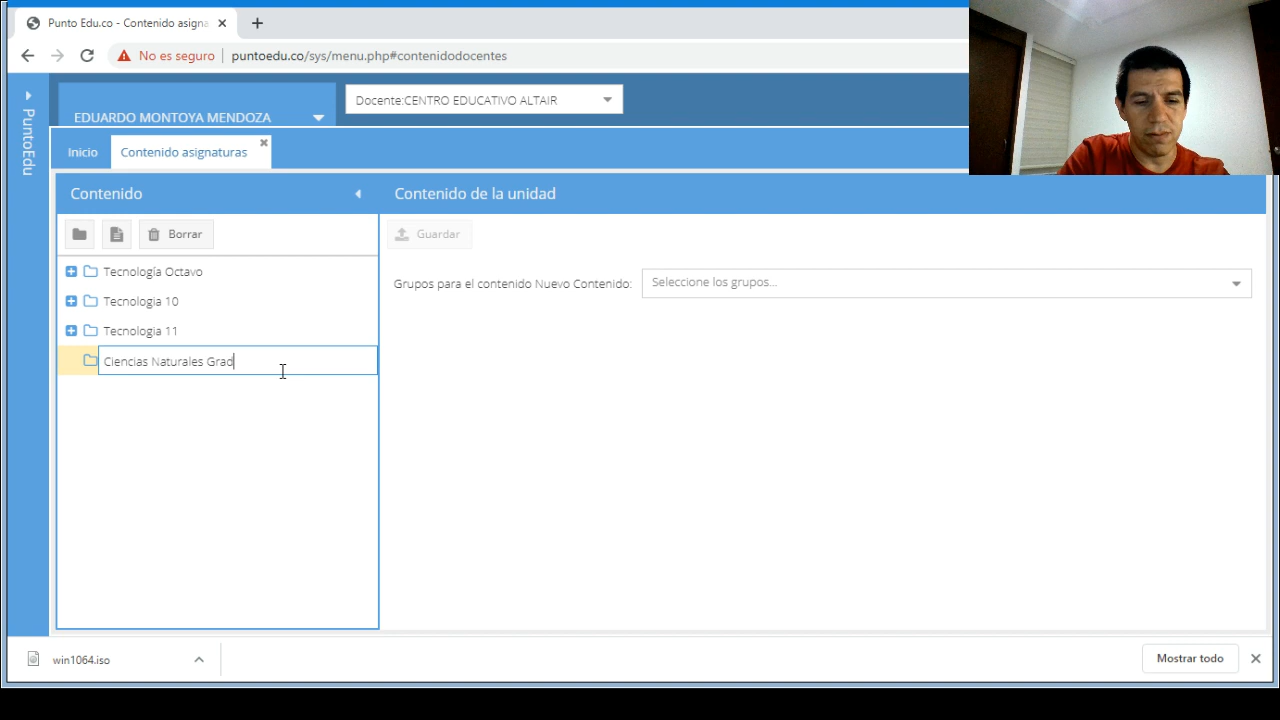 Punto Edu.co - Contenido asigna
No es seguro
puntoedu.co/sys/menu.php#contenidodocentes
PuntoEdu
EDUARDO MONTOYA MENDOZA
Docente:CENTRO EDUCATIVO ALTAIR
Inicio
Contenido asignaturas
Contenido
Contenido de la unidad
Borrar
Guardar
Tecnología Octavo
Tecnologia 10
Tecnologia 11
Ciencias Naturales Grad
Grupos para el contenido Nuevo Contenido:
Seleccione los grupos...
win1064.iso
Mostrar todo